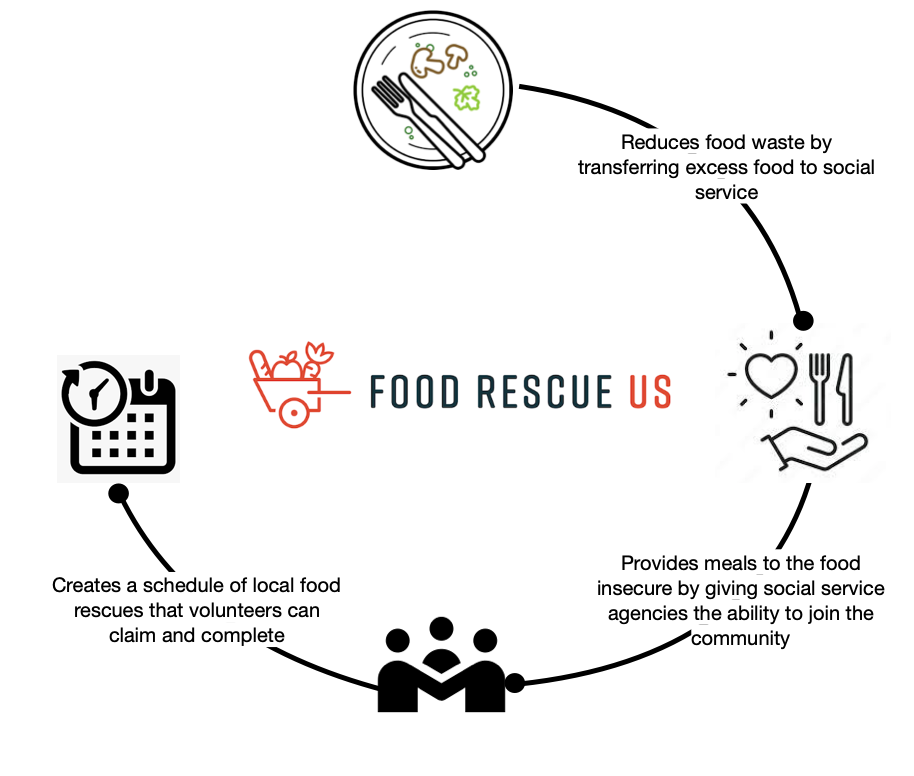 Reduces food waste by
transferring excess food to social
service
FOOD RESCUE US
Provides meals to the food
insecure by giving social service
agencies the ability to join the
community
Creates a schedule of local food
rescues that volunteers can
claim and complete